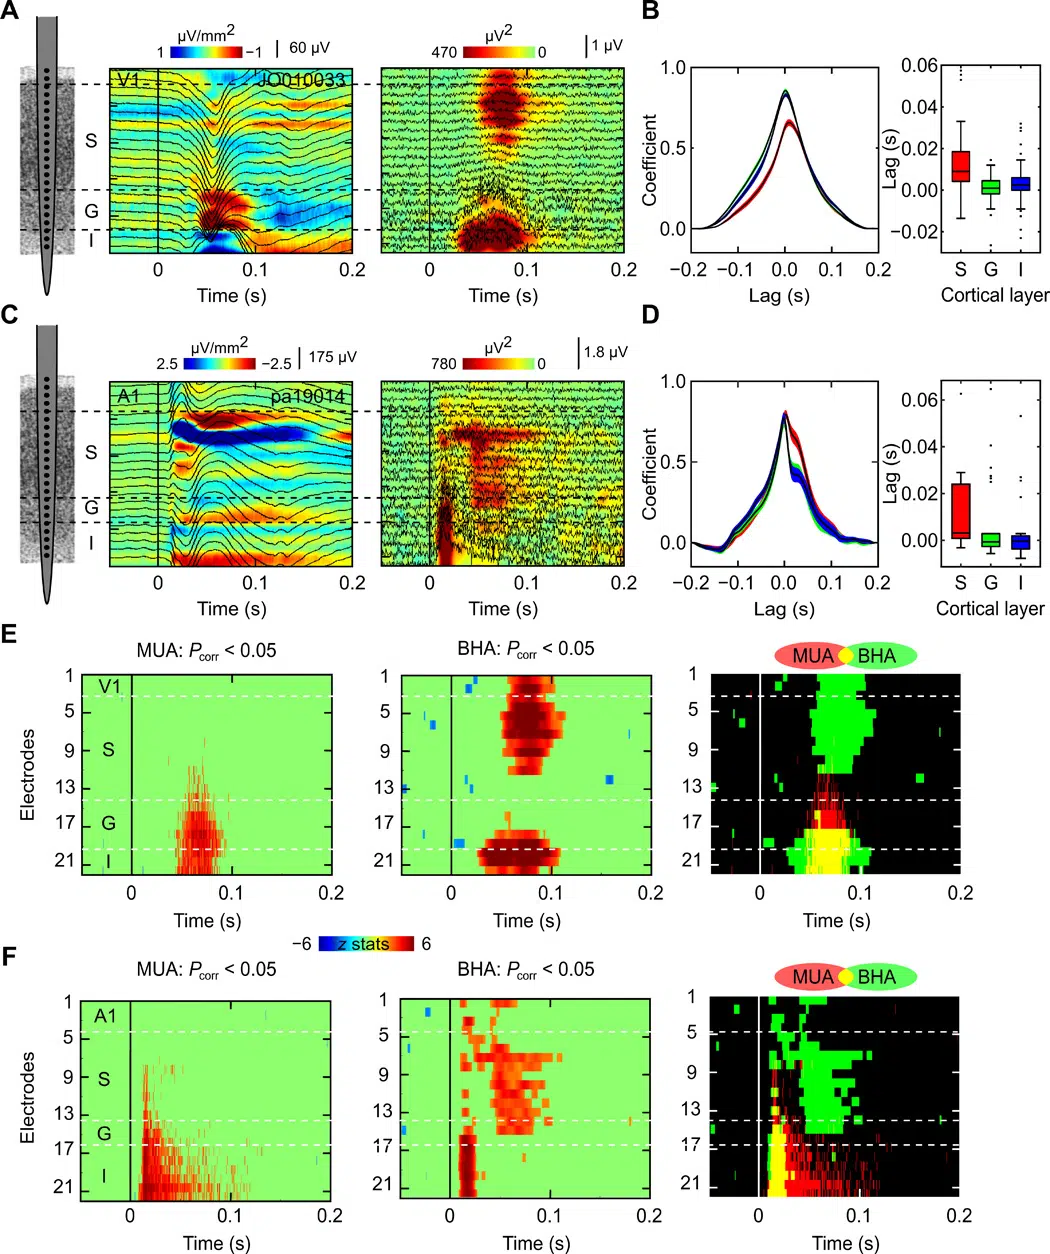 A
B
μV/mm2
1 −1
60 μV
μV2
470 0
1 μV
V1
IO010033
S
G
I
0 0.1 0.2
Time (s)
0 0.1 0.2
Time (s)
1.0
0.5
0.0
Coefficient
−0.2 −0.1 0.0 0.1 0.2
Lag (s)
0.06
0.04
0.02
0.00
−0.02
Lag (s)
S G I
Cortical layer
C
D
μV/mm2
2.5 −2.5
175 μV
μV2
780 0
1.8 μV
A1
pa19014
S
G
I
0 0.1 0.2
Time (s)
0 0.1 0.2
Time (s)
1.0
0.5
0.0
Coefficient
−0.2 −0.1 0.0 0.1 0.2
Lag (s)
0.06
0.04
0.02
0.00
Lag (s)
S G I
Cortical layer
E
MUA: Pcorr < 0.05
BHA: Pcorr < 0.05
MUA BHA
Electrodes
1
5
9
13
17
21
V1
S
G
I
0 0.1 0.2
Time (s)
1
5
9
13
17
21
0 0.1 0.2
Time (s)
1
5
9
13
17
21
0 0.1 0.2
Time (s)
−6 z stats 6
F
MUA: Pcorr < 0.05
BHA: Pcorr < 0.05
MUA BHA
Electrodes
1
5
9
13
17
21
A1
S
G
I
0 0.1 0.2
Time (s)
1
5
9
13
17
21
0 0.1 0.2
Time (s)
1
5
9
13
17
21
0 0.1 0.2
Time (s)